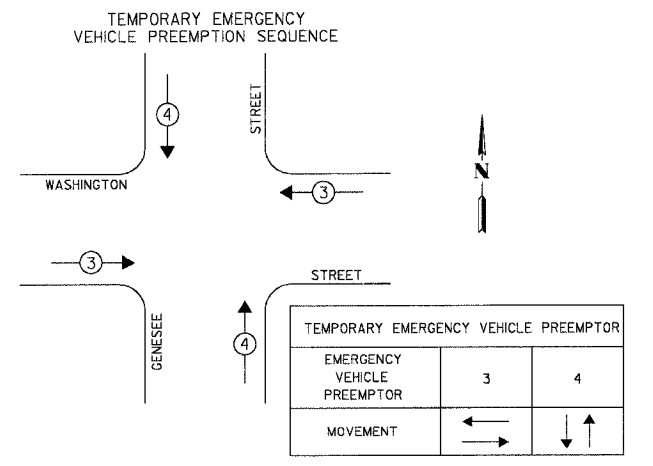 TEMPORARY EMERGENCY
VEHICLE PREEMPTION SEQUENCE
4
STREET
N
WASHINGTON
3
3
STREET
GENESEE
4
TEMPORARY EMERGENCY VEHICLE PREEMPTOR
EMERGENCY
VEHICLE
PREEMPTOR
3
4
MOVEMENT